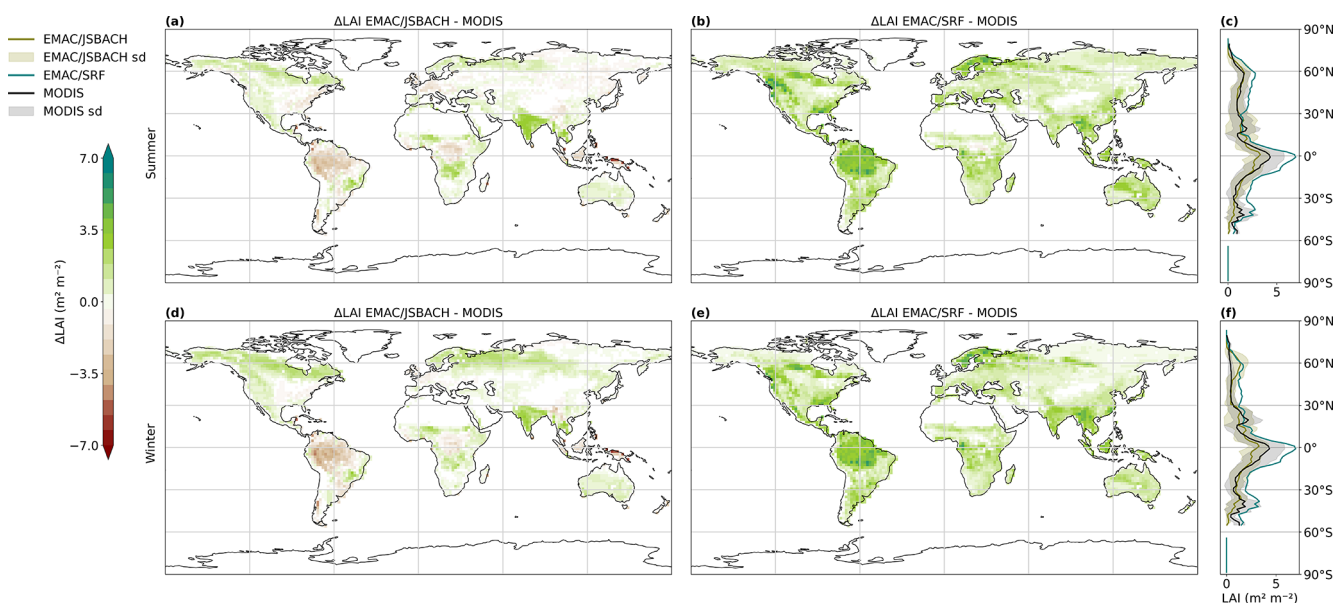 (a) ΔLAI EMAC/JSBACH - MODIS
(b) ΔLAI EMAC/SRF - MODIS
(c)
EMAC/JSBACH
EMAC/JSBACH sd
EMAC/SRF
MODIS
MODIS sd
7.0
3.5
0.0
−3.5
−7.0
ΔLAI (m² m⁻²)
Summer
90°N
60°N
30°N
0°
30°S
60°S
90°S
0 5
(d) ΔLAI EMAC/JSBACH - MODIS
(e) ΔLAI EMAC/SRF - MODIS
(f)
Winter
90°N
60°N
30°N
0°
30°S
60°S
90°S
0 5
LAI (m² m⁻²)